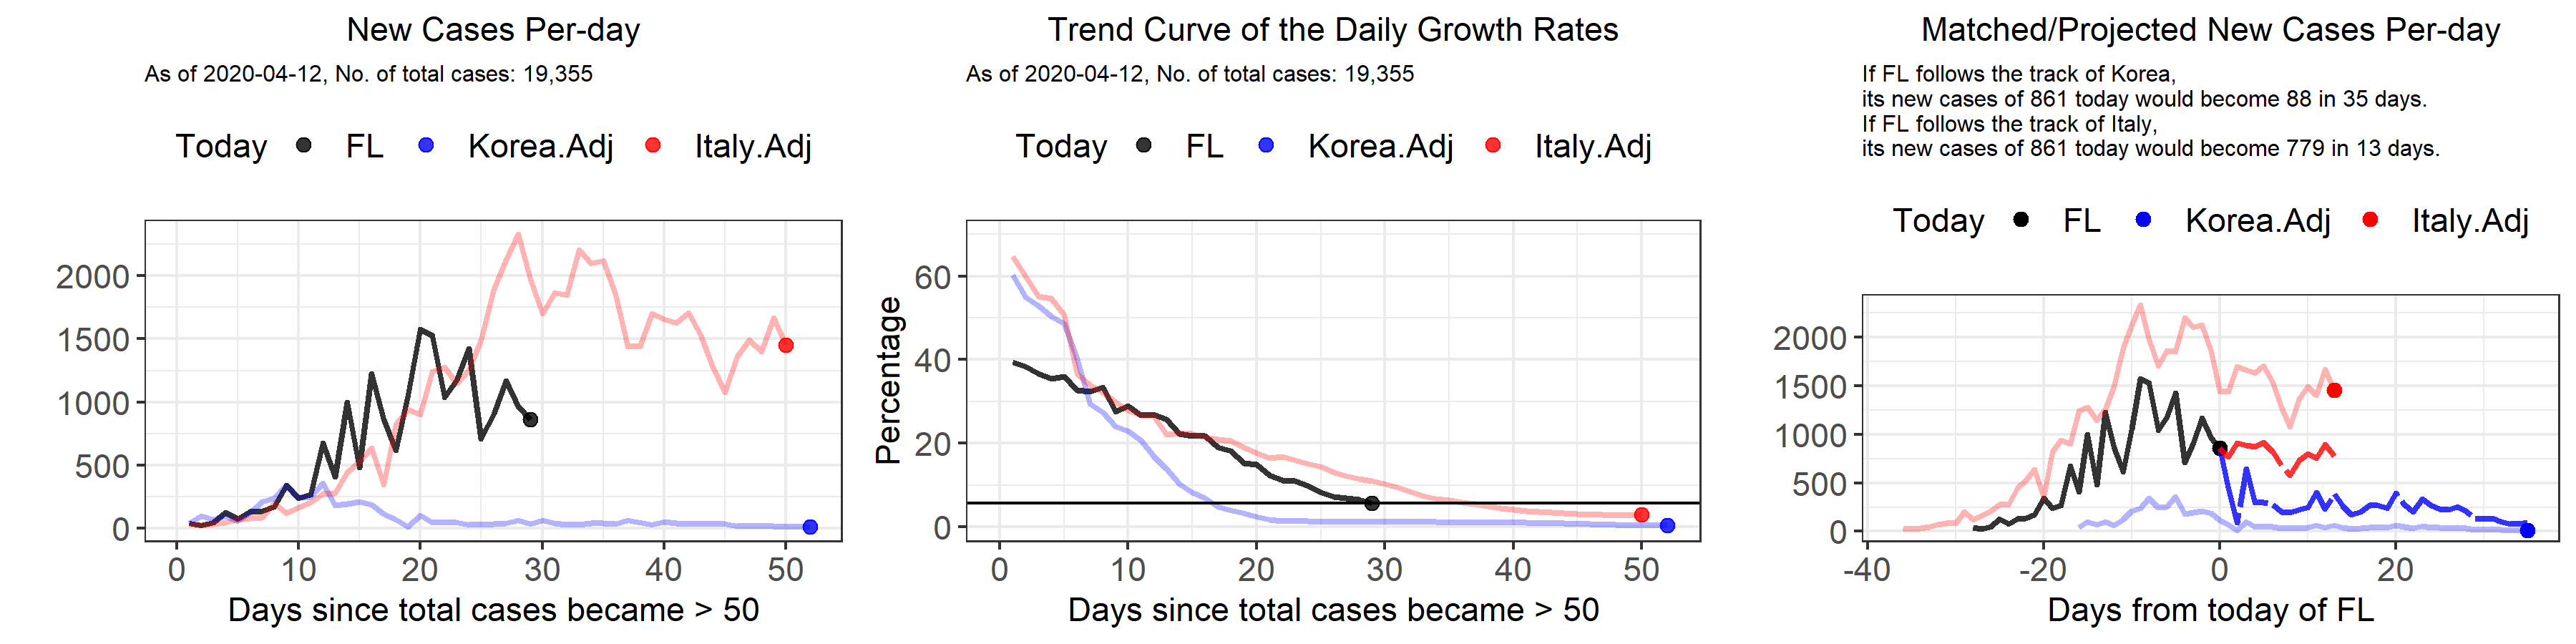 New Cases Per-day
As of 2020-04-12, No. of total cases: 19,355
Today FL Korea.Adj Italy.Adj
2000
1500
1000
500
0
0 10 20 30 40 50
Days since total cases became > 50
Trend Curve of the Daily Growth Rates
As of 2020-04-12, No. of total cases: 19,355
Today FL Korea.Adj Italy.Adj
Percentage
60
40
20
0
0 10 20 30 40 50
Days since total cases became > 50
Matched/Projected New Cases Per-day
If FL follows the track of Korea,
its new cases of 861 today would become 88 in 35 days.
If FL follows the track of Italy,
its new cases of 861 today would become 779 in 13 days.
Today FL Korea.Adj Italy.Adj
2000
1500
1000
500
0
-40 -20 0 20
Days from today of FL